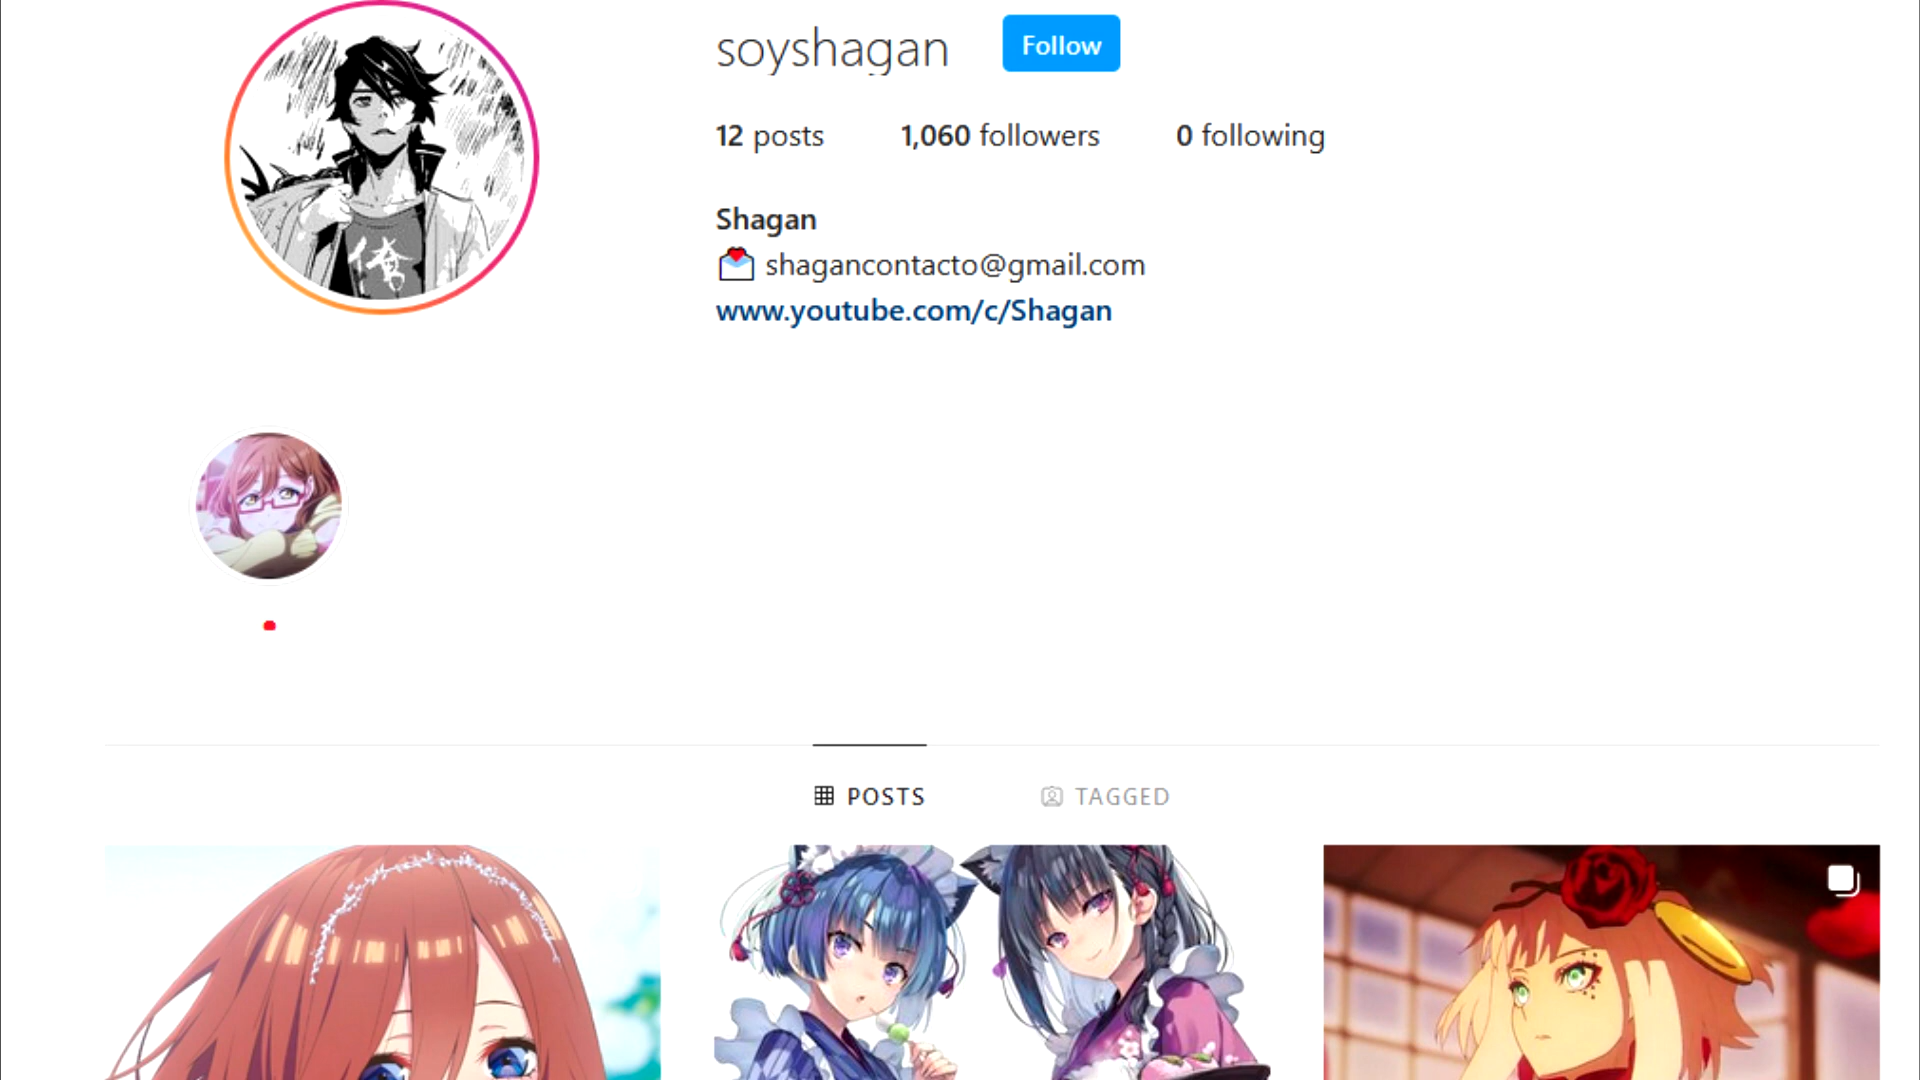 soyshagan Follow
12 posts 1,060 followers 0 following
Shagan
shagancontacto@gmail.com
www.youtube.com/c/Shagan
POSTS TAGGED